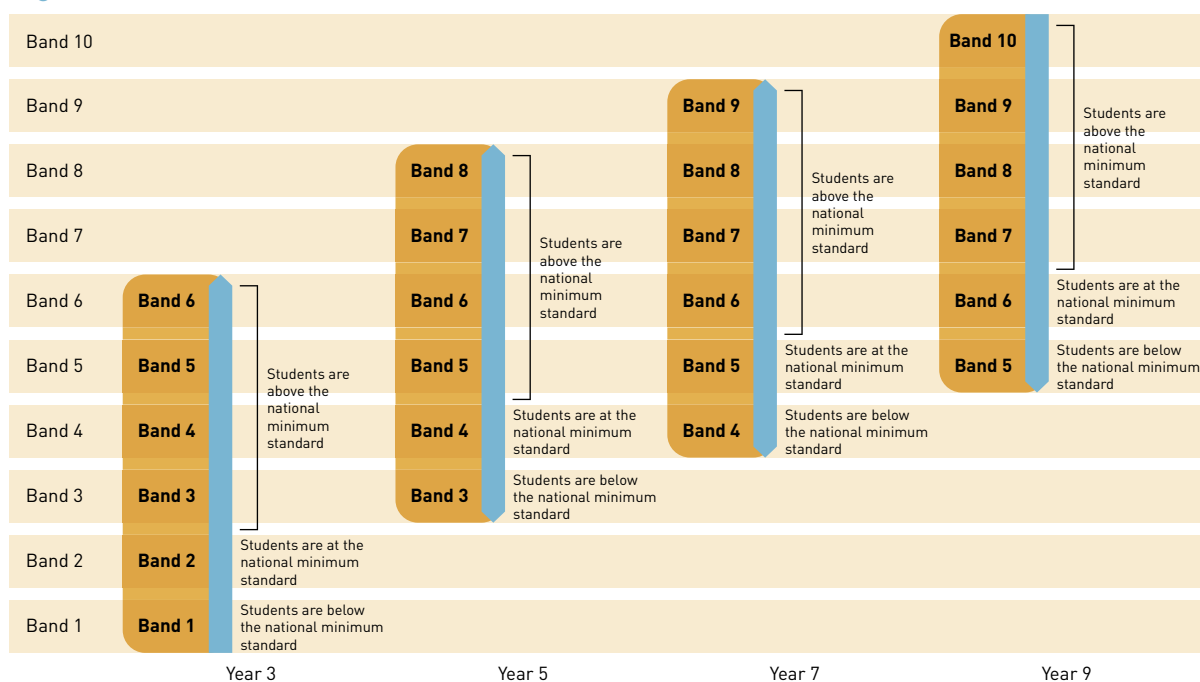 Band 10
Band 9
Band 8
Band 7
Band 6
Band 5
Band 4
Band 3
Band 2
Band 1
Band 6
Band 5
Band 4
Band 3
Band 2
Band 1
Students are
above the
national
minimum
standard
Students are at the
national minimum
standard
Students are below
the national minimum
standard
Year 3
Band 8
Band 7
Band 6
Band 5
Band 4
Band 3
Students are
above the
national
minimum
standard
Students are at the
national minimum
standard
Students are below
the national minimum
standard
Year 5
Band 9
Band 8
Band 7
Band 6
Band 5
Band 4
Students are
above the
national
minimum
standard
Students are at the
national minimum
standard
Students are below
the national minimum
standard
Year 7
Band 10
Band 9
Band 8
Band 7
Band 6
Band 5
Students are
above the
national
minimum
standard
Students are at the
national minimum
standard
Students are below
the national minimum
standard
Year 9